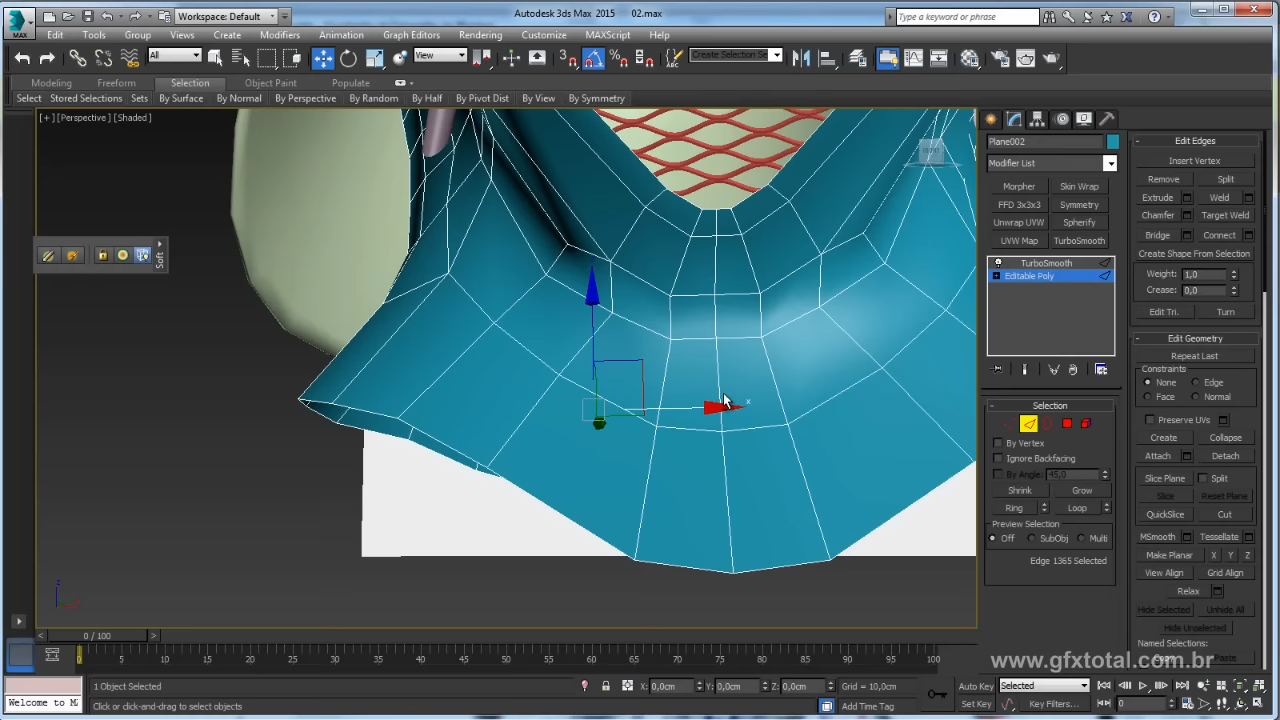 MAX
Workspace: Default
Autodesk 3ds Max 2015 02.max
Type a keyword or phrase
Edit Tools Group Views Create Modifiers Animation Graph Editors Rendering Customize MAXScript Help
All
View
Create Selection Se
Modeling Freeform Selection Object Paint Populate
Select Stored Selections Sets By Surface By Normal By Perspective By Random By Half By Pivot Dist By View By Symmetry
[+] [Perspective] [Shaded]
Soft
x
z
Plane002
Modifier List
Morpher Skin Wrap
FFD 3x3x3 Symmetry
Unwrap UVW Spherify
UVW Map TurboSmooth
TurboSmooth
Editable Poly
Selection
By Vertex
Ignore Backfacing
By Angle: 45,0
Shrink Grow
Ring Loop
Preview Selection
Off SubObj Multi
Edge 1365 Selected
Edit Edges
Insert Vertex
Remove Split
Extrude Weld
Chamfer Target Weld
Bridge Connect
Create Shape From Selection
Weight: 1,0
Crease: 0,0
Edit Tri. Turn
Edit Geometry
Repeat Last
Constraints
None Edge
Face Normal
Preserve UVs
Create Collapse
Attach Detach
Slice Plane Split
Slice Reset Plane
QuickSlice Cut
MSmooth Tessellate
Make Planar X Y Z
View Align Grid Align
Relax
Hide Selected Unhide All
Hide Unselected
Named Selections:
Copy Paste
www.gfxtotal.com.br
0 / 100
0 5 10 15 20 25 30 35 40 45 50 55 60 65 70 75 80 85 90 95 100
1 Object Selected
X: 0,0cm Y: 0,0cm Z: 0,0cm Grid = 10,0cm
Auto Key Selected
Welcome to M
Click or click-and-drag to select objects
Add Time Tag
Set Key Key Filters... 0